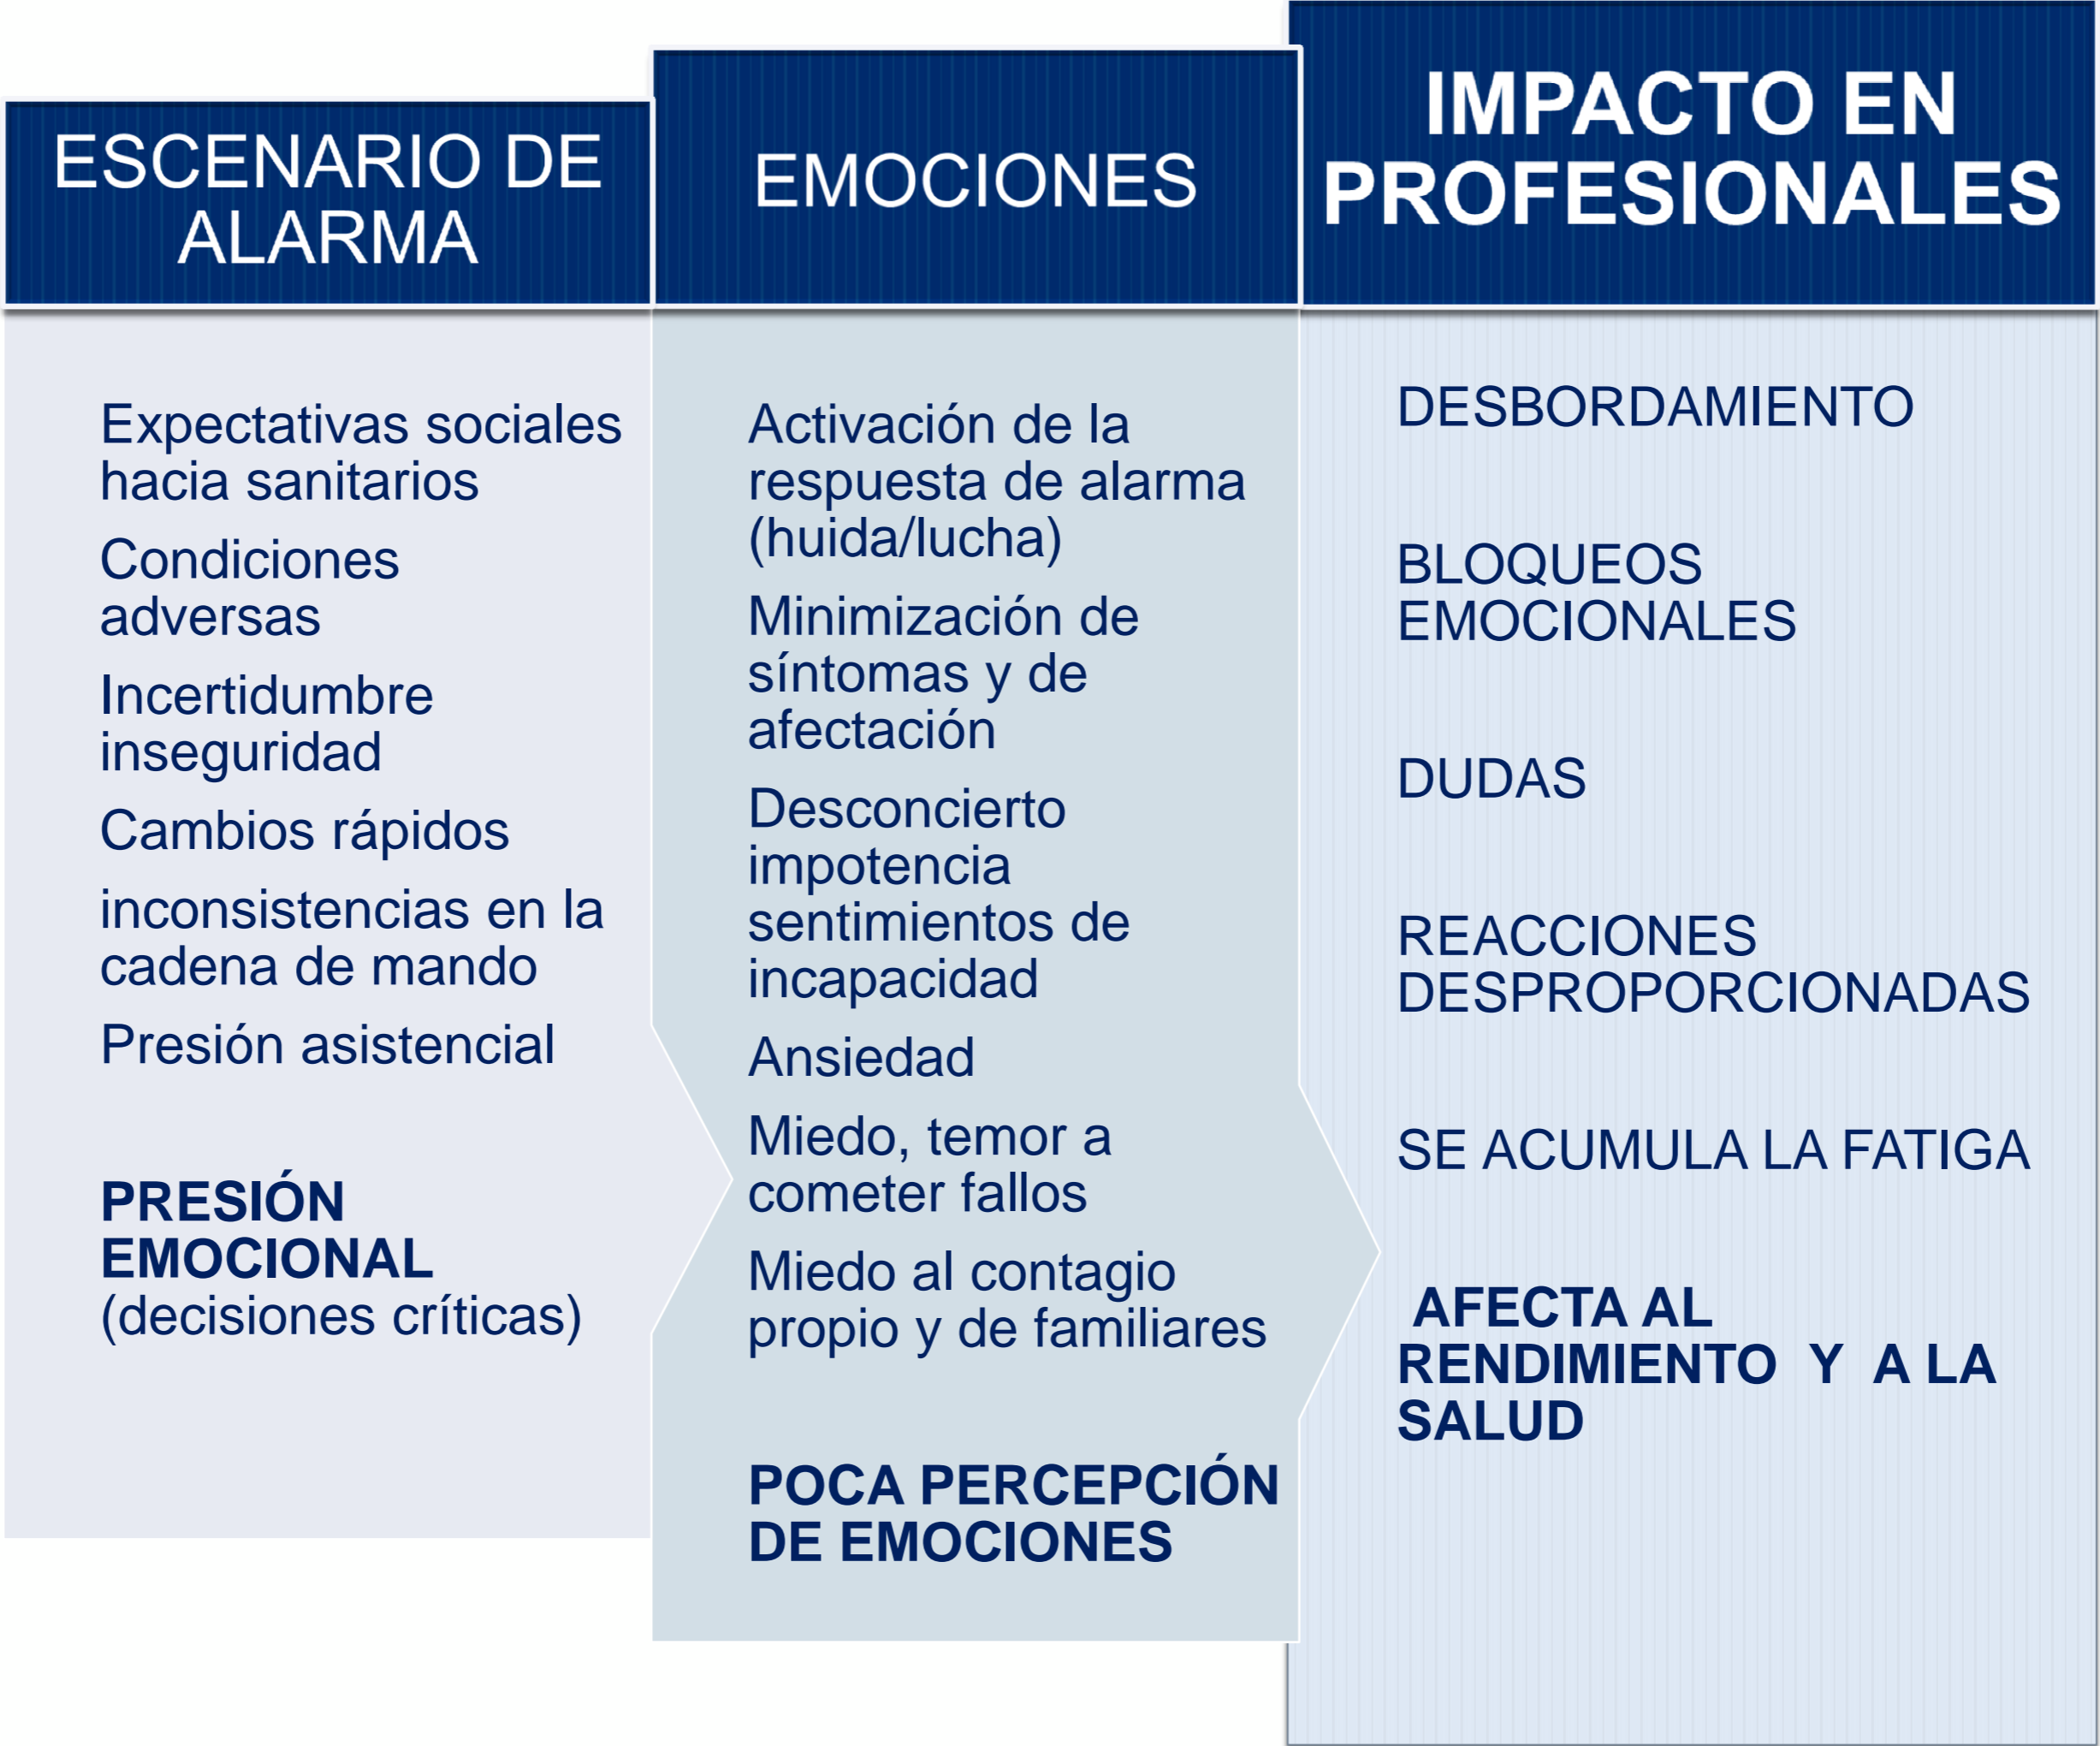 ESCENARIO DE
ALARMA
Expectativas sociales
hacia sanitarios
Condiciones
adversas
Incertidumbre
inseguridad
Cambios rápidos
inconsistencias en la
cadena de mando
Presión asistencial
PRESIÓN
EMOCIONAL
(decisiones críticas)
EMOCIONES
Activación de la
respuesta de alarma
(huida/lucha)
Minimización de
síntomas y de
afectación
Desconcierto
impotencia
sentimientos de
incapacidad
Ansiedad
Miedo, temor a
cometer fallos
Miedo al contagio
propio y de familiares
POCA PERCEPCIÓN
DE EMOCIONES
IMPACTO EN
PROFESIONALES
DESBORDAMIENTO
BLOQUEOS
EMOCIONALES
DUDAS
REACCIONES
DESPROPORCIONADAS
SE ACUMULA LA FATIGA
AFECTA AL
RENDIMIENTO Y A LA
SALUD